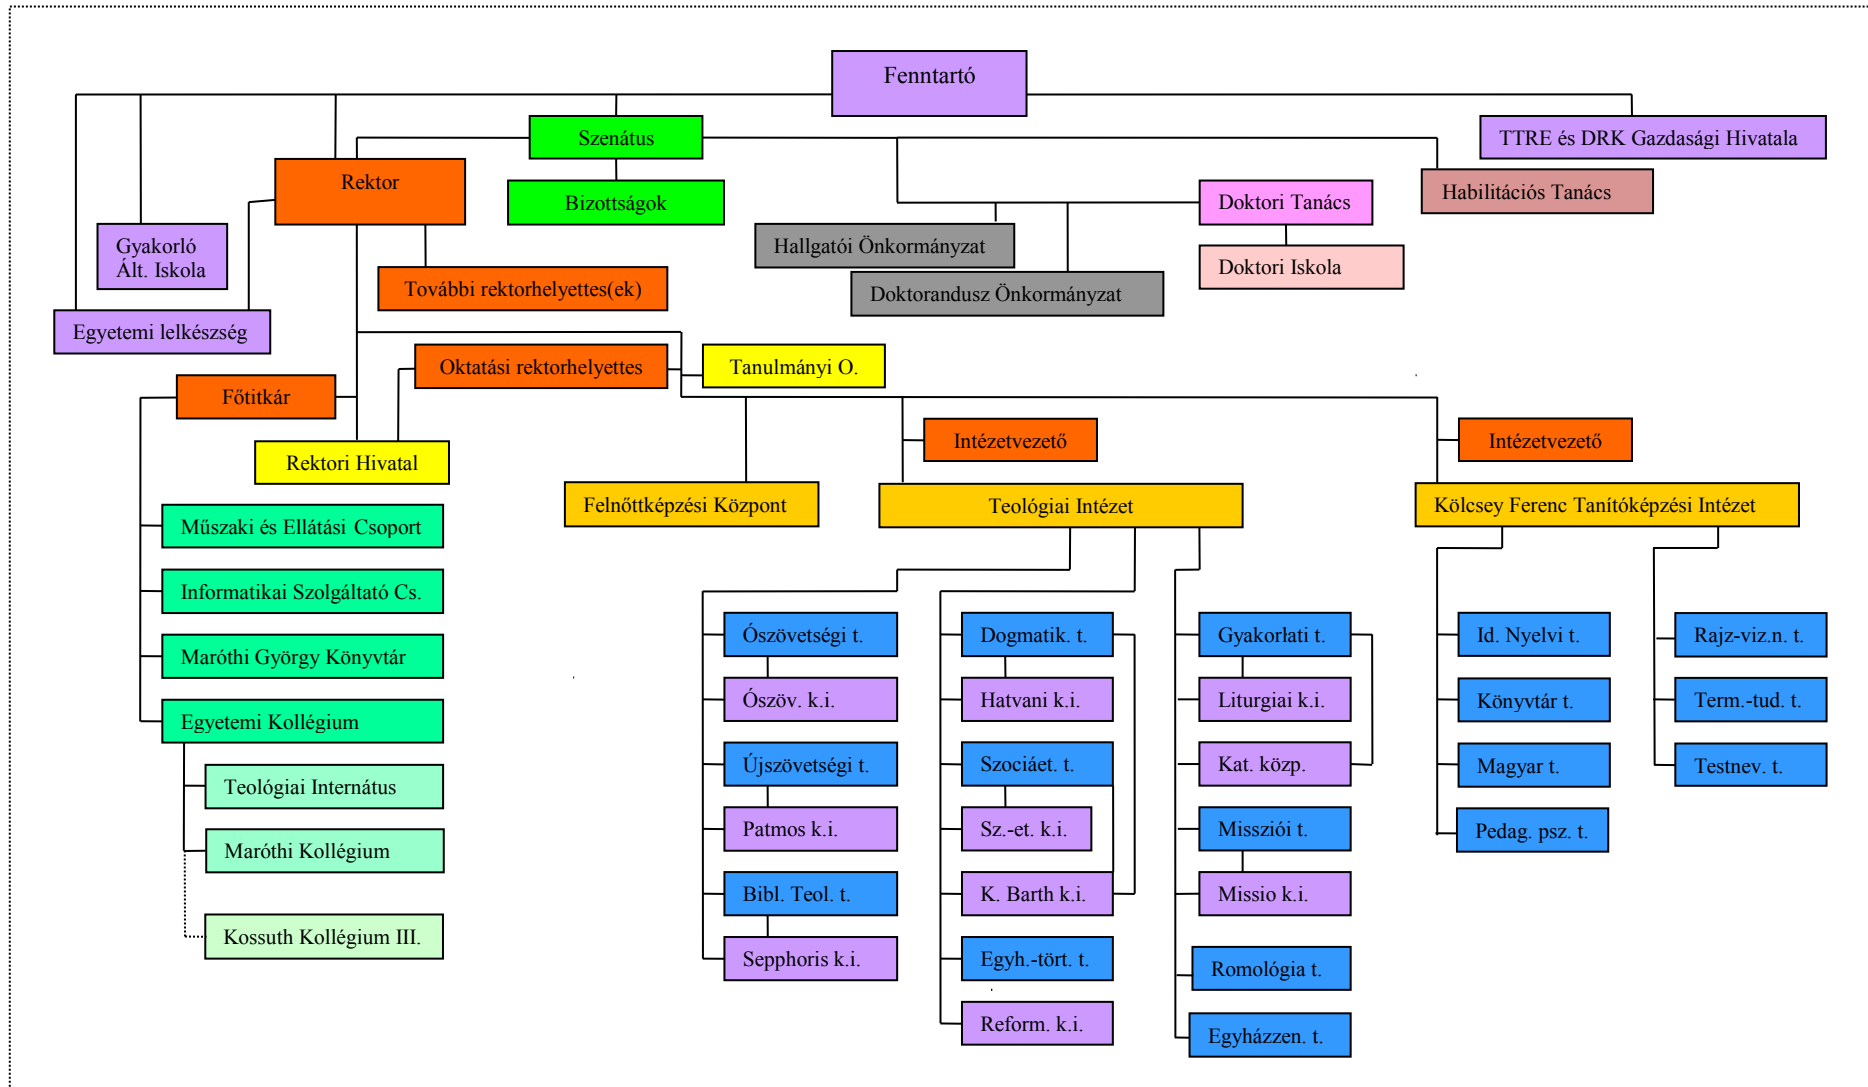 Fenntartó
Szenátus
TTRE és DRK Gazdasági Hivatala
Rektor
Bizottságok
Doktori Tanács
Habilitációs Tanács
Gyakorló
Ált. Iskola
Hallgatói Önkormányzat
Doktori Iskola
További rektorhelyettes(ek)
Doktorandusz Önkormányzat
Egyetemi lelkészség
Oktatási rektorhelyettes
Tanulmányi O.
Főtitkár
Intézetvezető
Intézetvezető
Rektori Hivatal
Felnőttképzési Központ
Teológiai Intézet
Kölcsey Ferenc Tanítóképzési Intézet
Műszaki és Ellátási Csoport
Informatikai Szolgáltató Cs.
Maróthi György Könyvtár
Egyetemi Kollégium
Teológiai Internátus
Maróthi Kollégium
Kossuth Kollégium III.
Ószövetségi t.
Ószöv. k.i.
Újszövetségi t.
Patmos k.i.
Bibl. Teol. t.
Sepphoris k.i.
Dogmatik. t.
Hatvani k.i.
Szociáet. t.
Sz.-et. k.i.
K. Barth k.i.
Egyh.-tört. t.
Reform. k.i.
Gyakorlati t.
Liturgiai k.i.
Kat. közp.
Missziói t.
Missio k.i.
Romológia t.
Egyházzen. t.
Id. Nyelvi t.
Könyvtár t.
Magyar t.
Pedag. psz. t.
Rajz-viz.n. t.
Term.-tud. t.
Testnev. t.